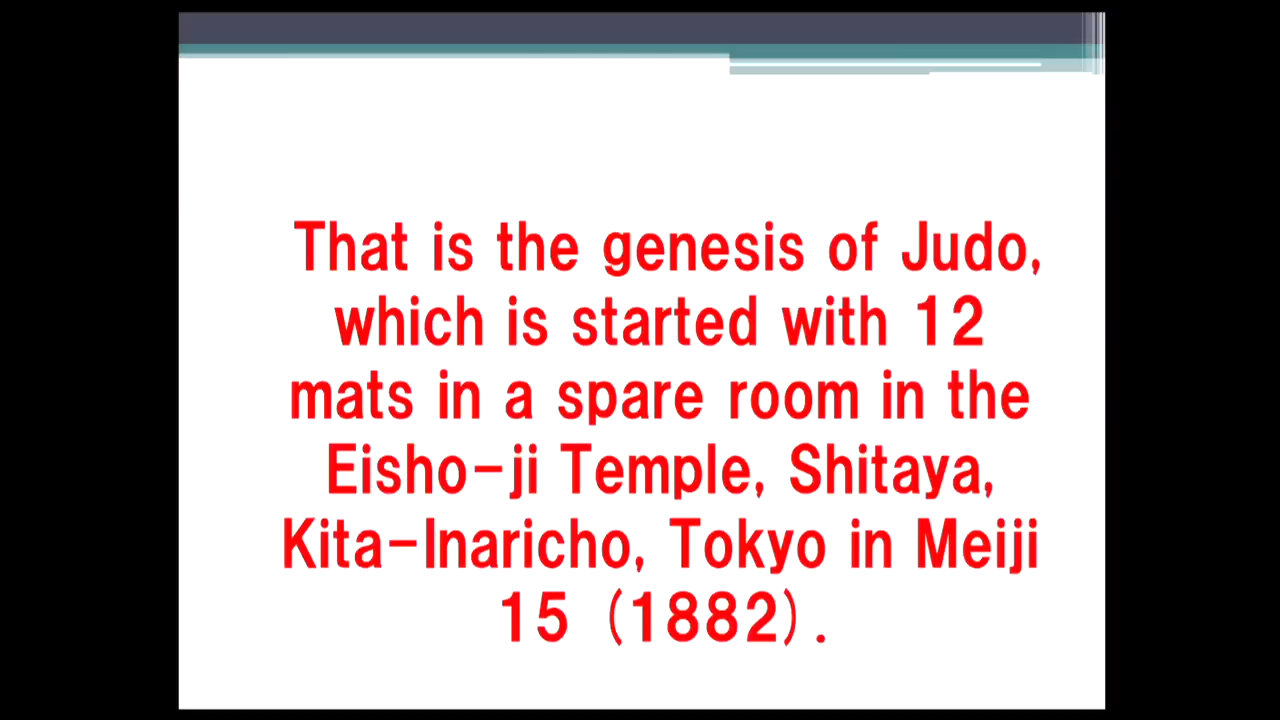 That is the genesis of Judo,
which is started with 12
mats in a spare room in the
Eisho-ji Temple, Shitaya,
Kita-Inaricho, Tokyo in Meiji
15 (1882).